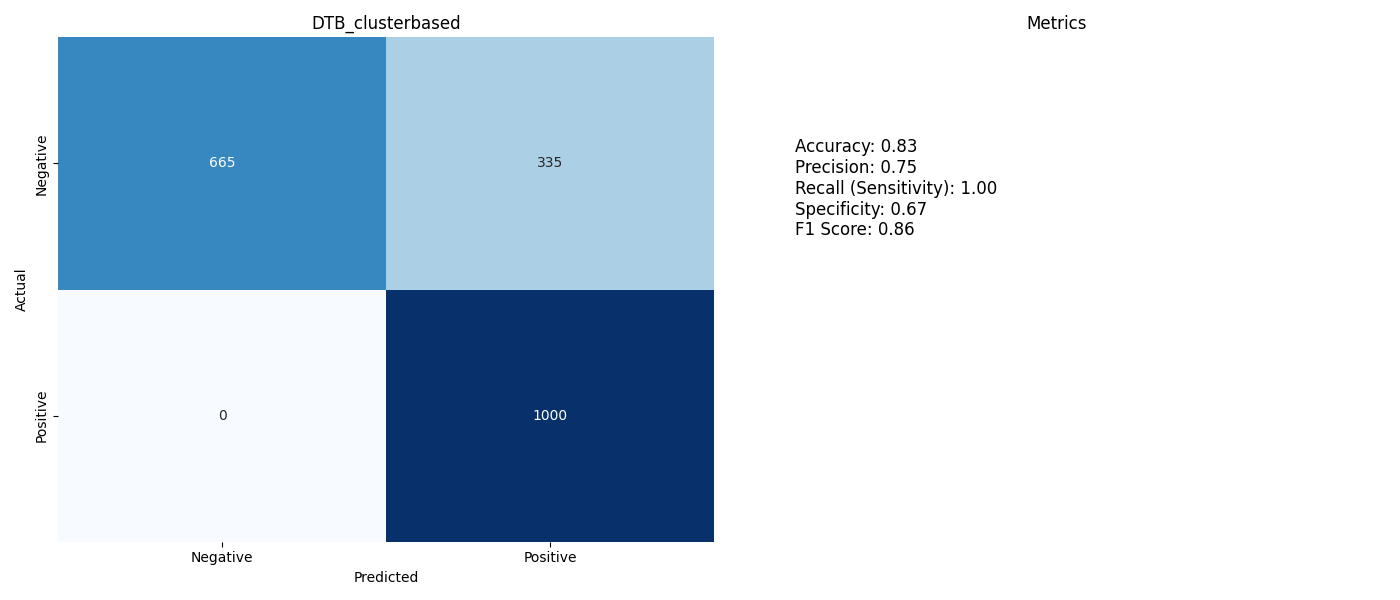 DTB_clusterbased
Metrics
Negative
665
335
Accuracy: 0.83
Precision: 0.75
Recall (Sensitivity): 1.00
Specificity: 0.67
F1 Score: 0.86
Actual
Positive
0
1000
Negative
Positive
Predicted